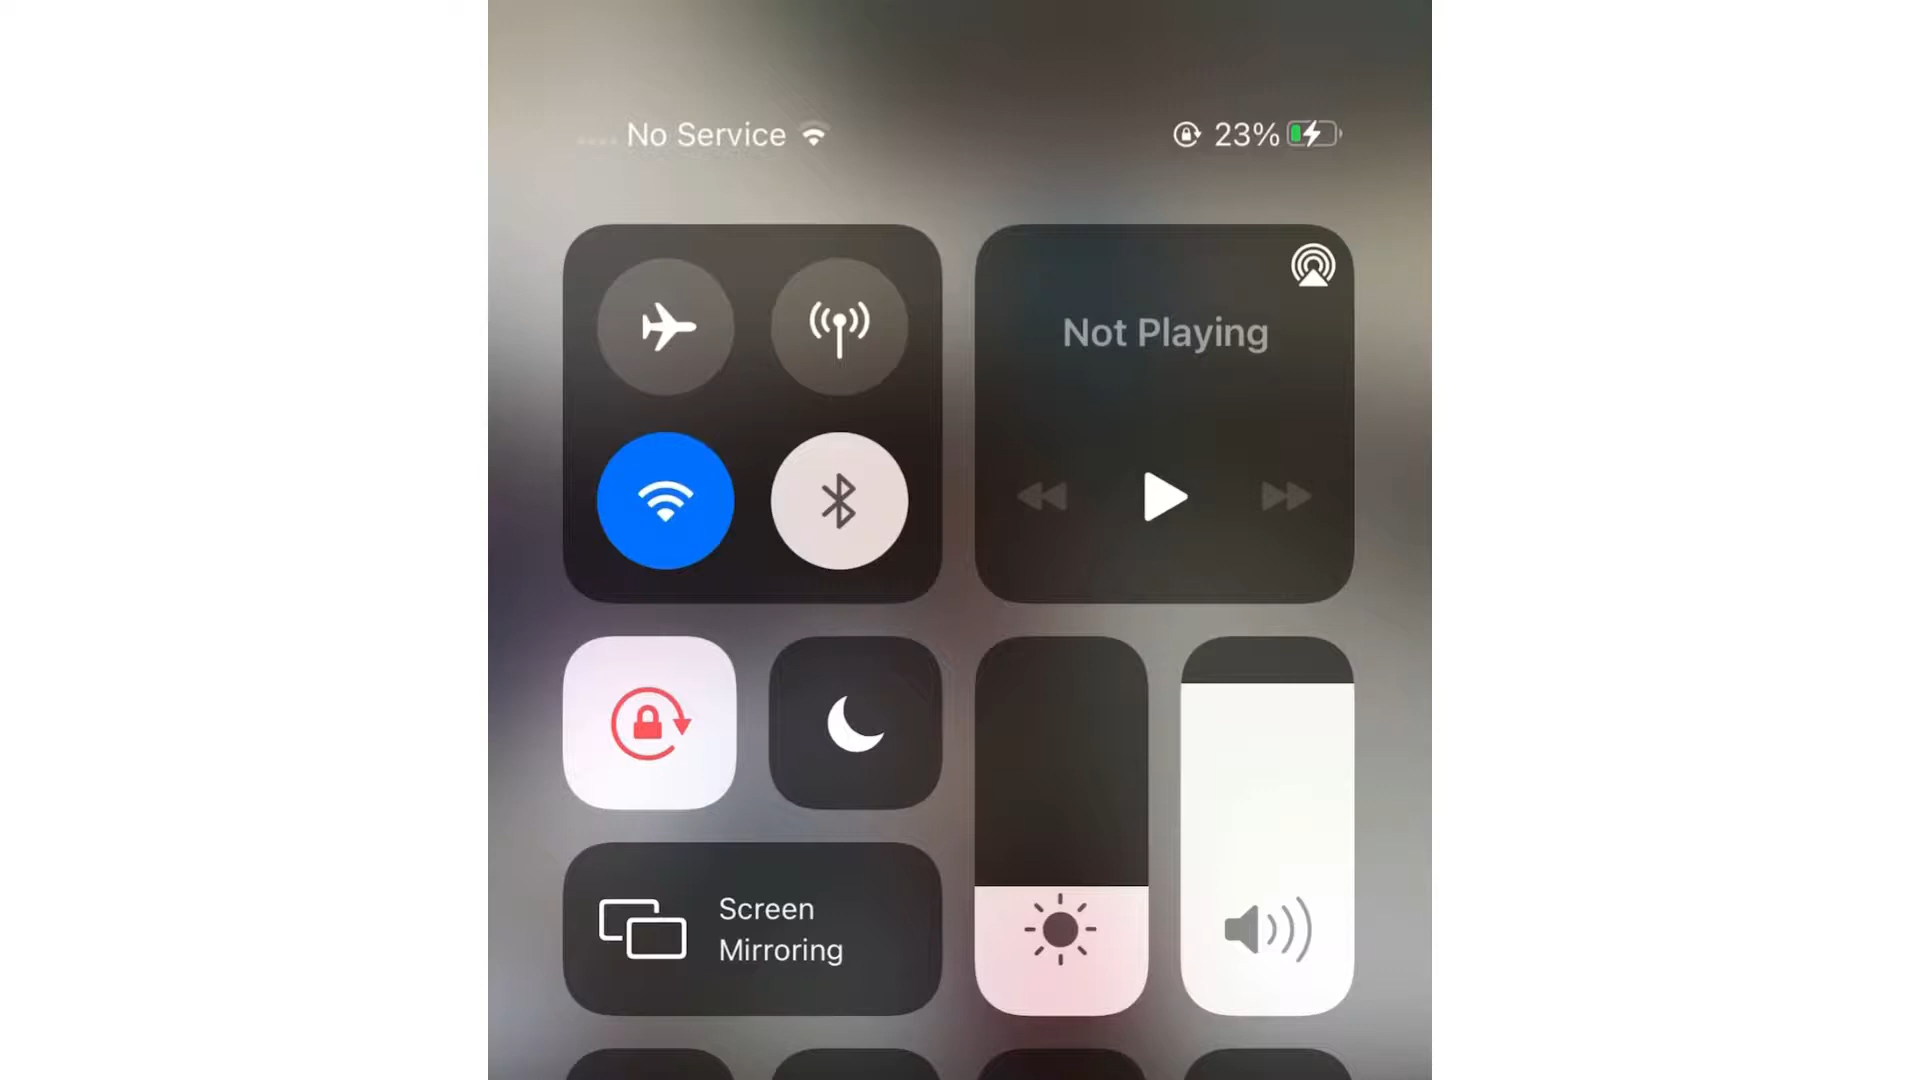 No Service
23%
Not Playing
Screen
Mirroring